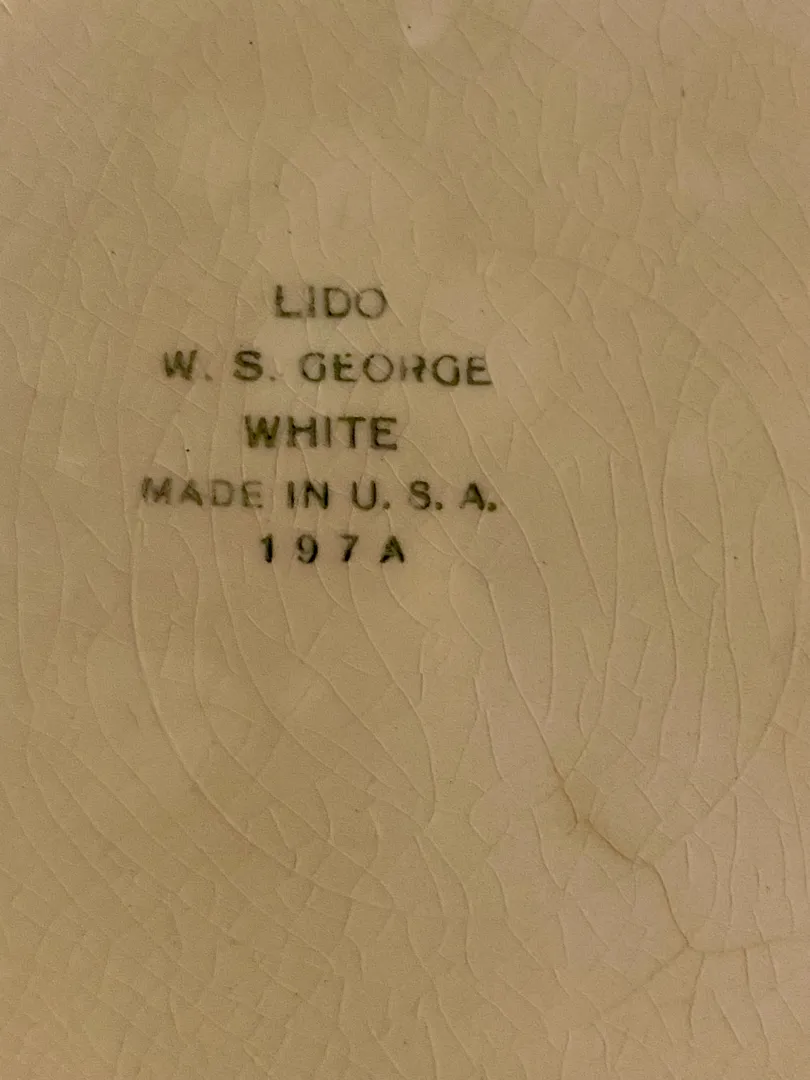 LIDO
W. S. GEORGE
WHITE
MADE IN U. S. A.
197A